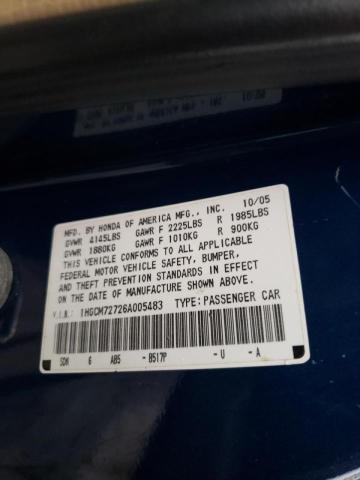 MFD. BY HONDA OF AMERICA MFG., INC. 10/05
GVWR 4145LBS GAWR F 2225LBS R 1985LBS
GVWR 1880KG GAWR F 1010KG R 900KG
THIS VEHICLE CONFORMS TO ALL APPLICABLE
FEDERAL MOTOR VEHICLE SAFETY, BUMPER,
AND THEFT PREVENTION STANDARDS IN EFFECT
ON THE DATE OF MANUFACTURE SHOWN ABOVE.
V.I.N.: 1HGCM72726A005483 TYPE: PASSENGER CAR
SDN 6 AB5 - B517P - U - A